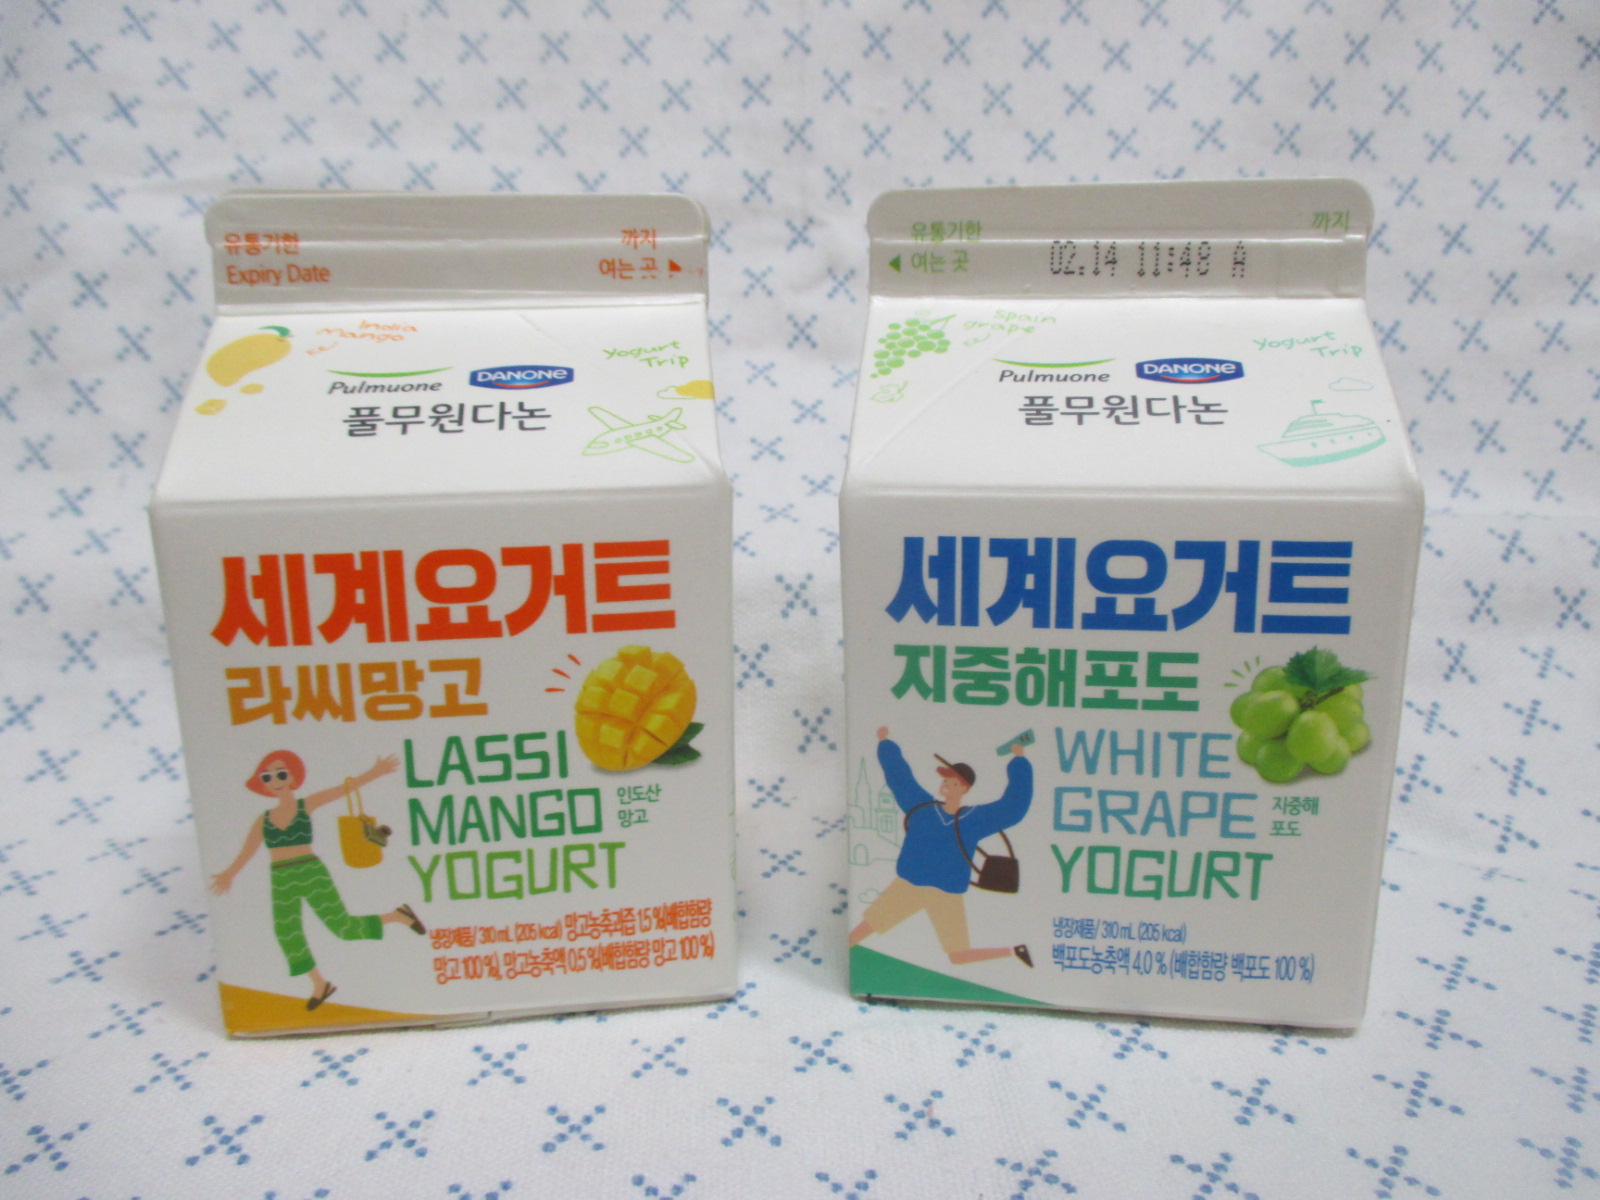 유통기한 까지
Expiry Date 여는 곳 ▶
India
Mango
Yogurt
Trip
Pulmuone DANONE
풀무원다논
세계요거트
라씨망고
LASSI
MANGO
YOGURT
인도산
망고
냉장제품/ 310 mL (205 kcal) 망고농축과즙 1.5 %(배합함량
망고 100 %), 망고농축액 0.5 %(배합함량 망고 100 %)
유통기한 까지
◀ 여는 곳 02.14 11:48 A
Spain
grape
Yogurt
Trip
Pulmuone DANONE
풀무원다논
세계요거트
지중해포도
WHITE
GRAPE
YOGURT
지중해
포도
냉장제품/ 310 mL (205 kcal)
백포도농축액 4.0 % (배합함량 백포도 100 %)